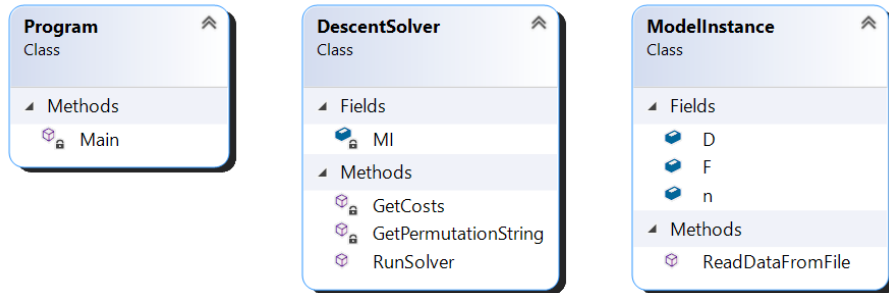 Program
Class
Methods
Main
DescentSolver
Class
Fields
MI
Methods
GetCosts
GetPermutationString
RunSolver
ModelInstance
Class
Fields
D
F
n
Methods
ReadDataFromFile